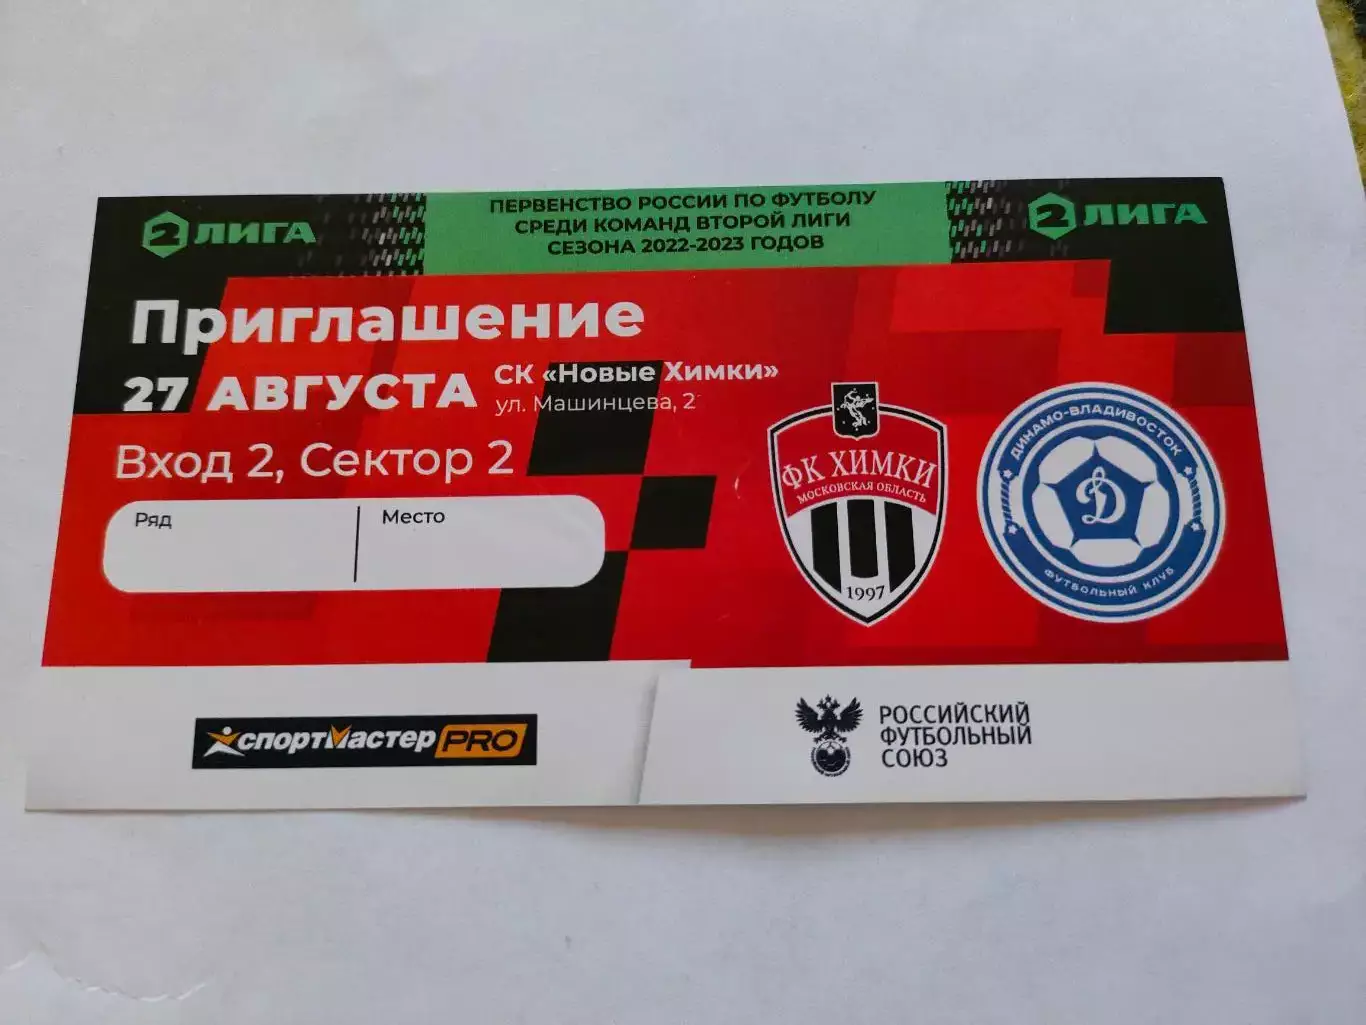 2 ЛИГА
ПЕРВЕНСТВО РОССИИ ПО ФУТБОЛУ
СРЕДИ КОМАНД ВТОРОЙ ЛИГИ
СЕЗОНА 2022-2023 ГОДОВ
2 ЛИГА
Приглашение
27 АВГУСТА
СК «Новые Химки»
ул. Машинцева, 2
Вход 2, Сектор 2
Ряд
Место
ФК ХИМКИ
МОСКОВСКАЯ ОБЛАСТЬ
1997
ДИНАМО-ВЛАДИВОСТОК
Д
ФУТБОЛЬНЫЙ КЛУБ
спортмастер PRO
РОССИЙСКИЙ
ФУТБОЛЬНЫЙ
СОЮЗ